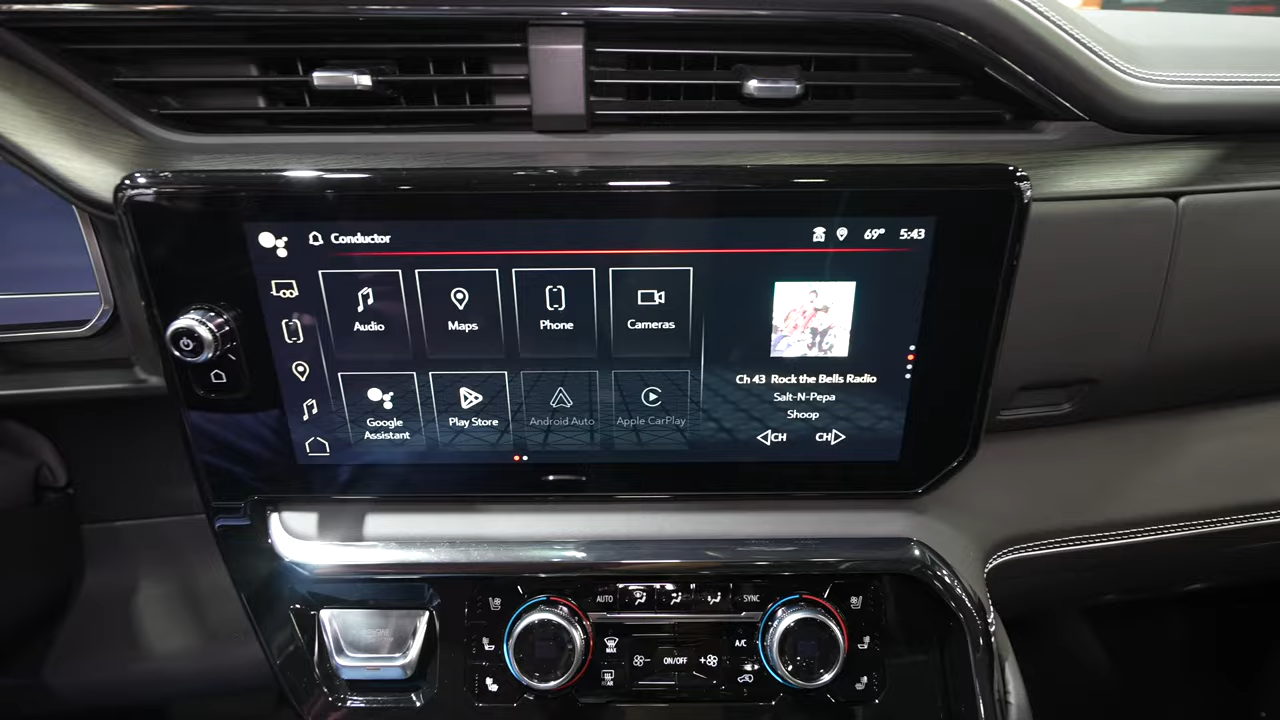 Conductor
69°
5:43
Audio
Maps
Phone
Cameras
Google
Assistant
Play Store
Android Auto
Apple CarPlay
Ch 43 Rock the Bells Radio
Salt-N-Pepa
Shoop
CH
CH
AUTO
SYNC
MAX
A/C
ON/OFF
REAR